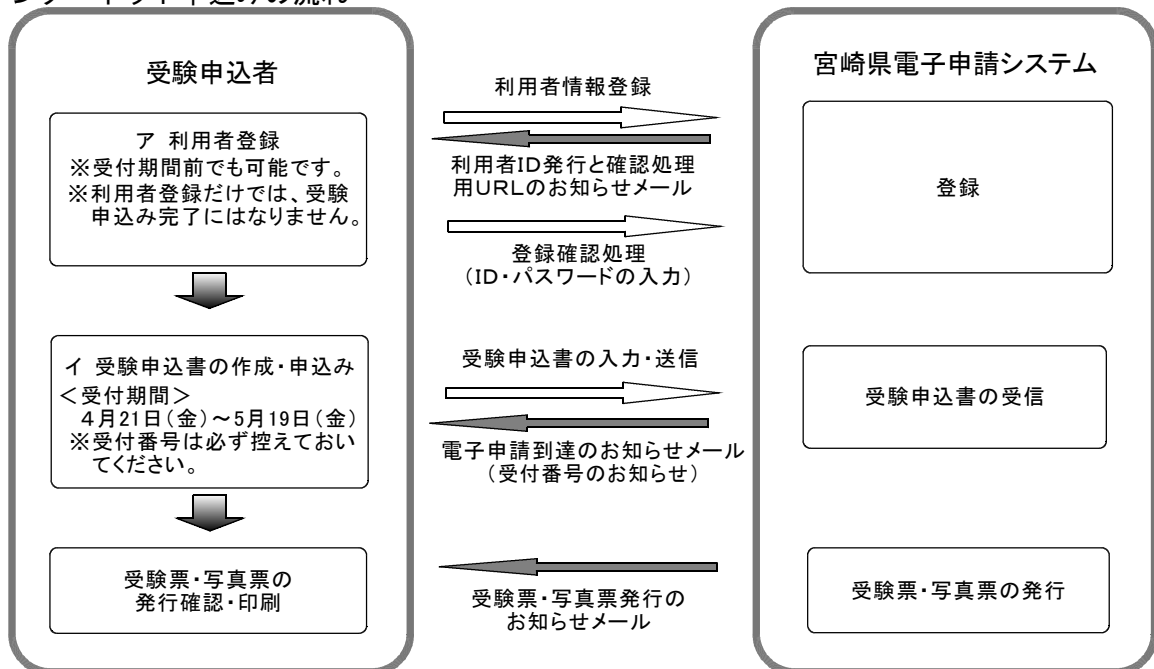 受験申込者
ア 利用者登録
※受付期間前でも可能です。
※利用者登録だけでは、受験
申込み完了にはなりません。
イ 受験申込書の作成・申込み
<受付期間>
4月21日(金)~5月19日(金)
※受付番号は必ず控えておい
てください。
受験票・写真票の
発行確認・印刷
利用者情報登録
利用者ID発行と確認処理
用URLのお知らせメール
登録確認処理
(ID・パスワードの入力)
受験申込書の入力・送信
電子申請到達のお知らせメール
(受付番号のお知らせ)
受験票・写真票発行の
お知らせメール
宮崎県電子申請システム
登録
受験申込書の受信
受験票・写真票の発行